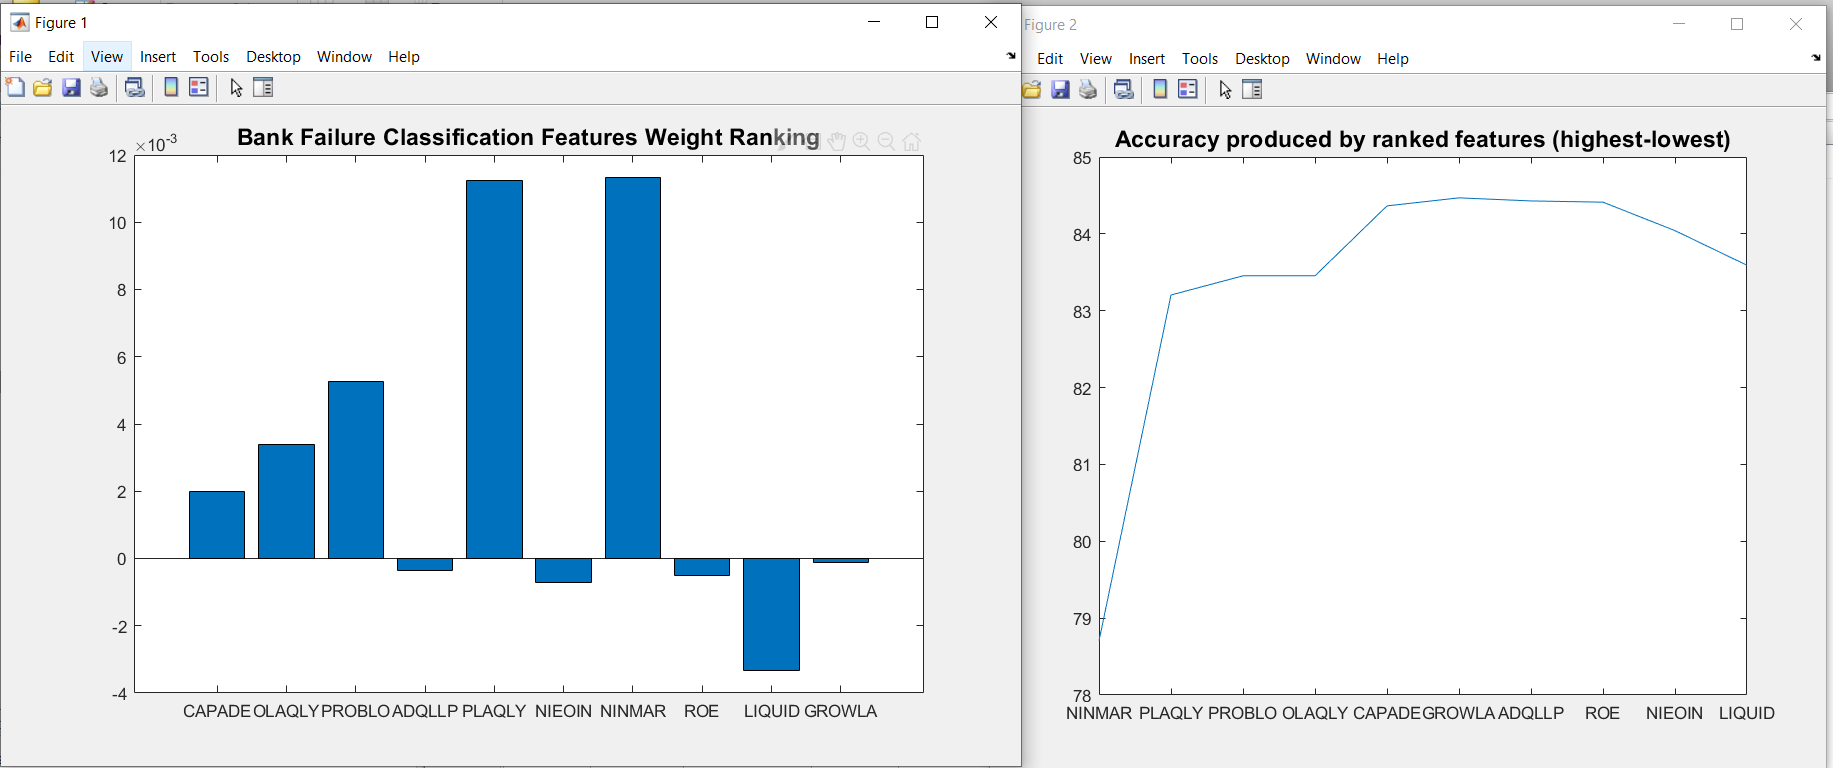 Figure 1
File Edit View Insert Tools Desktop Window Help
Bank Failure Classification Features Weight Ranking
×10-3
12
10
8
6
4
2
0
-2
-4
CAPADE OLAQLY PROBLO ADQLLP PLAQLY NIEOIN NINMAR ROE LIQUID GROWLA
Figure 2
Edit View Insert Tools Desktop Window Help
Accuracy produced by ranked features (highest-lowest)
85
84
83
82
81
80
79
78
NINMAR PLAQLY PROBLO OLAQLY CAPADE GROWLA ADQLLP ROE NIEOIN LIQUID